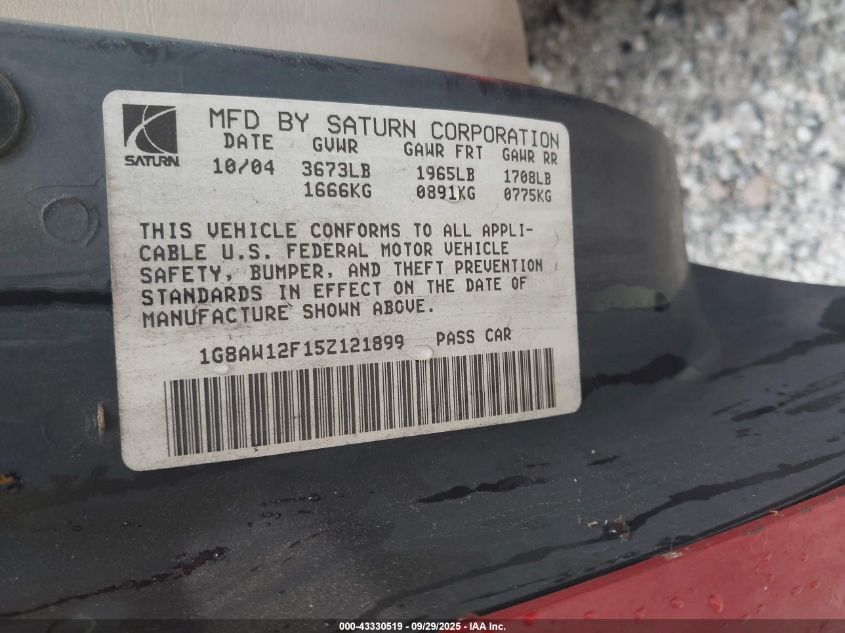 MFD BY SATURN CORPORATION
DATE GVWR GAWR FRT GAWR RR
10/04 3673LB 1965LB 1708LB
1666KG 0891KG 0775KG
SATURN
THIS VEHICLE CONFORMS TO ALL APPLI-
CABLE U.S. FEDERAL MOTOR VEHICLE
SAFETY, BUMPER, AND THEFT PREVENTION
STANDARDS IN EFFECT ON THE DATE OF
MANUFACTURE SHOWN ABOVE.
1G8AW12F15Z121899 PASS CAR
000-43330519 - 09/29/2025 - IAA, Inc.